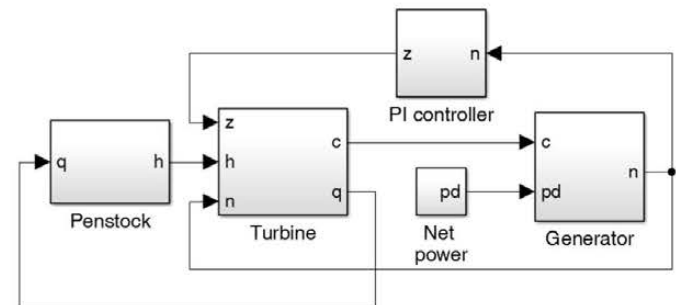 z n
PI controller
z
h
n
c
q
Turbine
q h
Penstock
pd
Net
power
c
pd
n
Generator